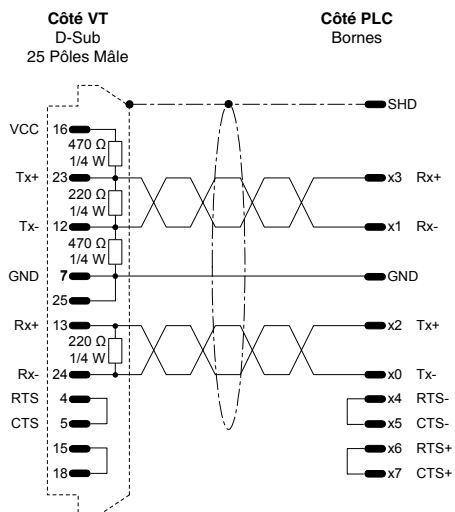 Côté VT
D-Sub
25 Pôles Mâle
Côté PLC
Bornes
SHD
VCC 16
470 Ω
1/4 W
Tx+ 23
x3 Rx+
220 Ω
1/4 W
Tx- 12
x1 Rx-
470 Ω
1/4 W
GND 7
GND
25
Rx+ 13
x2 Tx+
220 Ω
1/4 W
Rx- 24
x0 Tx-
RTS 4
x4 RTS-
CTS 5
x5 CTS-
15
x6 RTS+
18
x7 CTS+